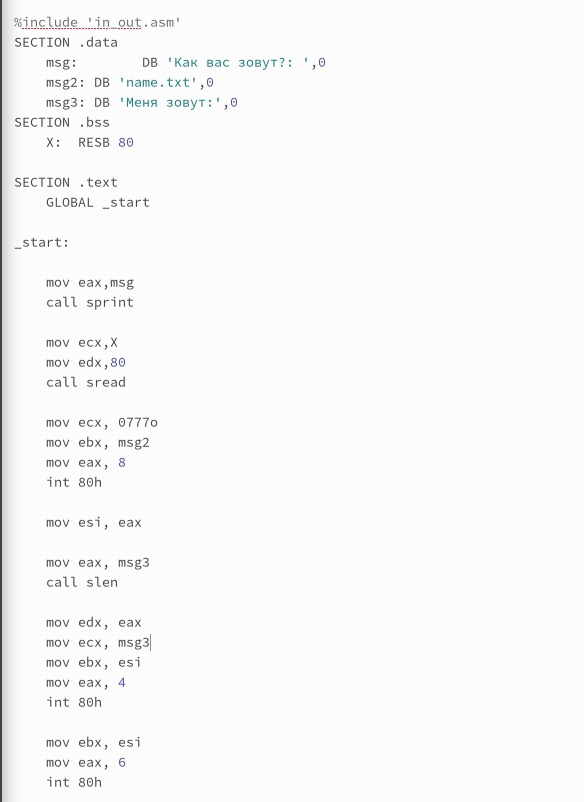 %include 'in_out.asm'
SECTION .data
    msg:        DB 'Как вас зовут?: ',0
    msg2: DB 'name.txt',0
    msg3: DB 'Меня зовут:',0
SECTION .bss
    X:  RESB 80

SECTION .text
    GLOBAL _start

_start:

    mov eax,msg
    call sprint

    mov ecx,X
    mov edx,80
    call sread

    mov ecx, 0777o
    mov ebx, msg2
    mov eax, 8
    int 80h

    mov esi, eax

    mov eax, msg3
    call slen

    mov edx, eax
    mov ecx, msg3
    mov ebx, esi
    mov eax, 4
    int 80h

    mov ebx, esi
    mov eax, 6
    int 80h